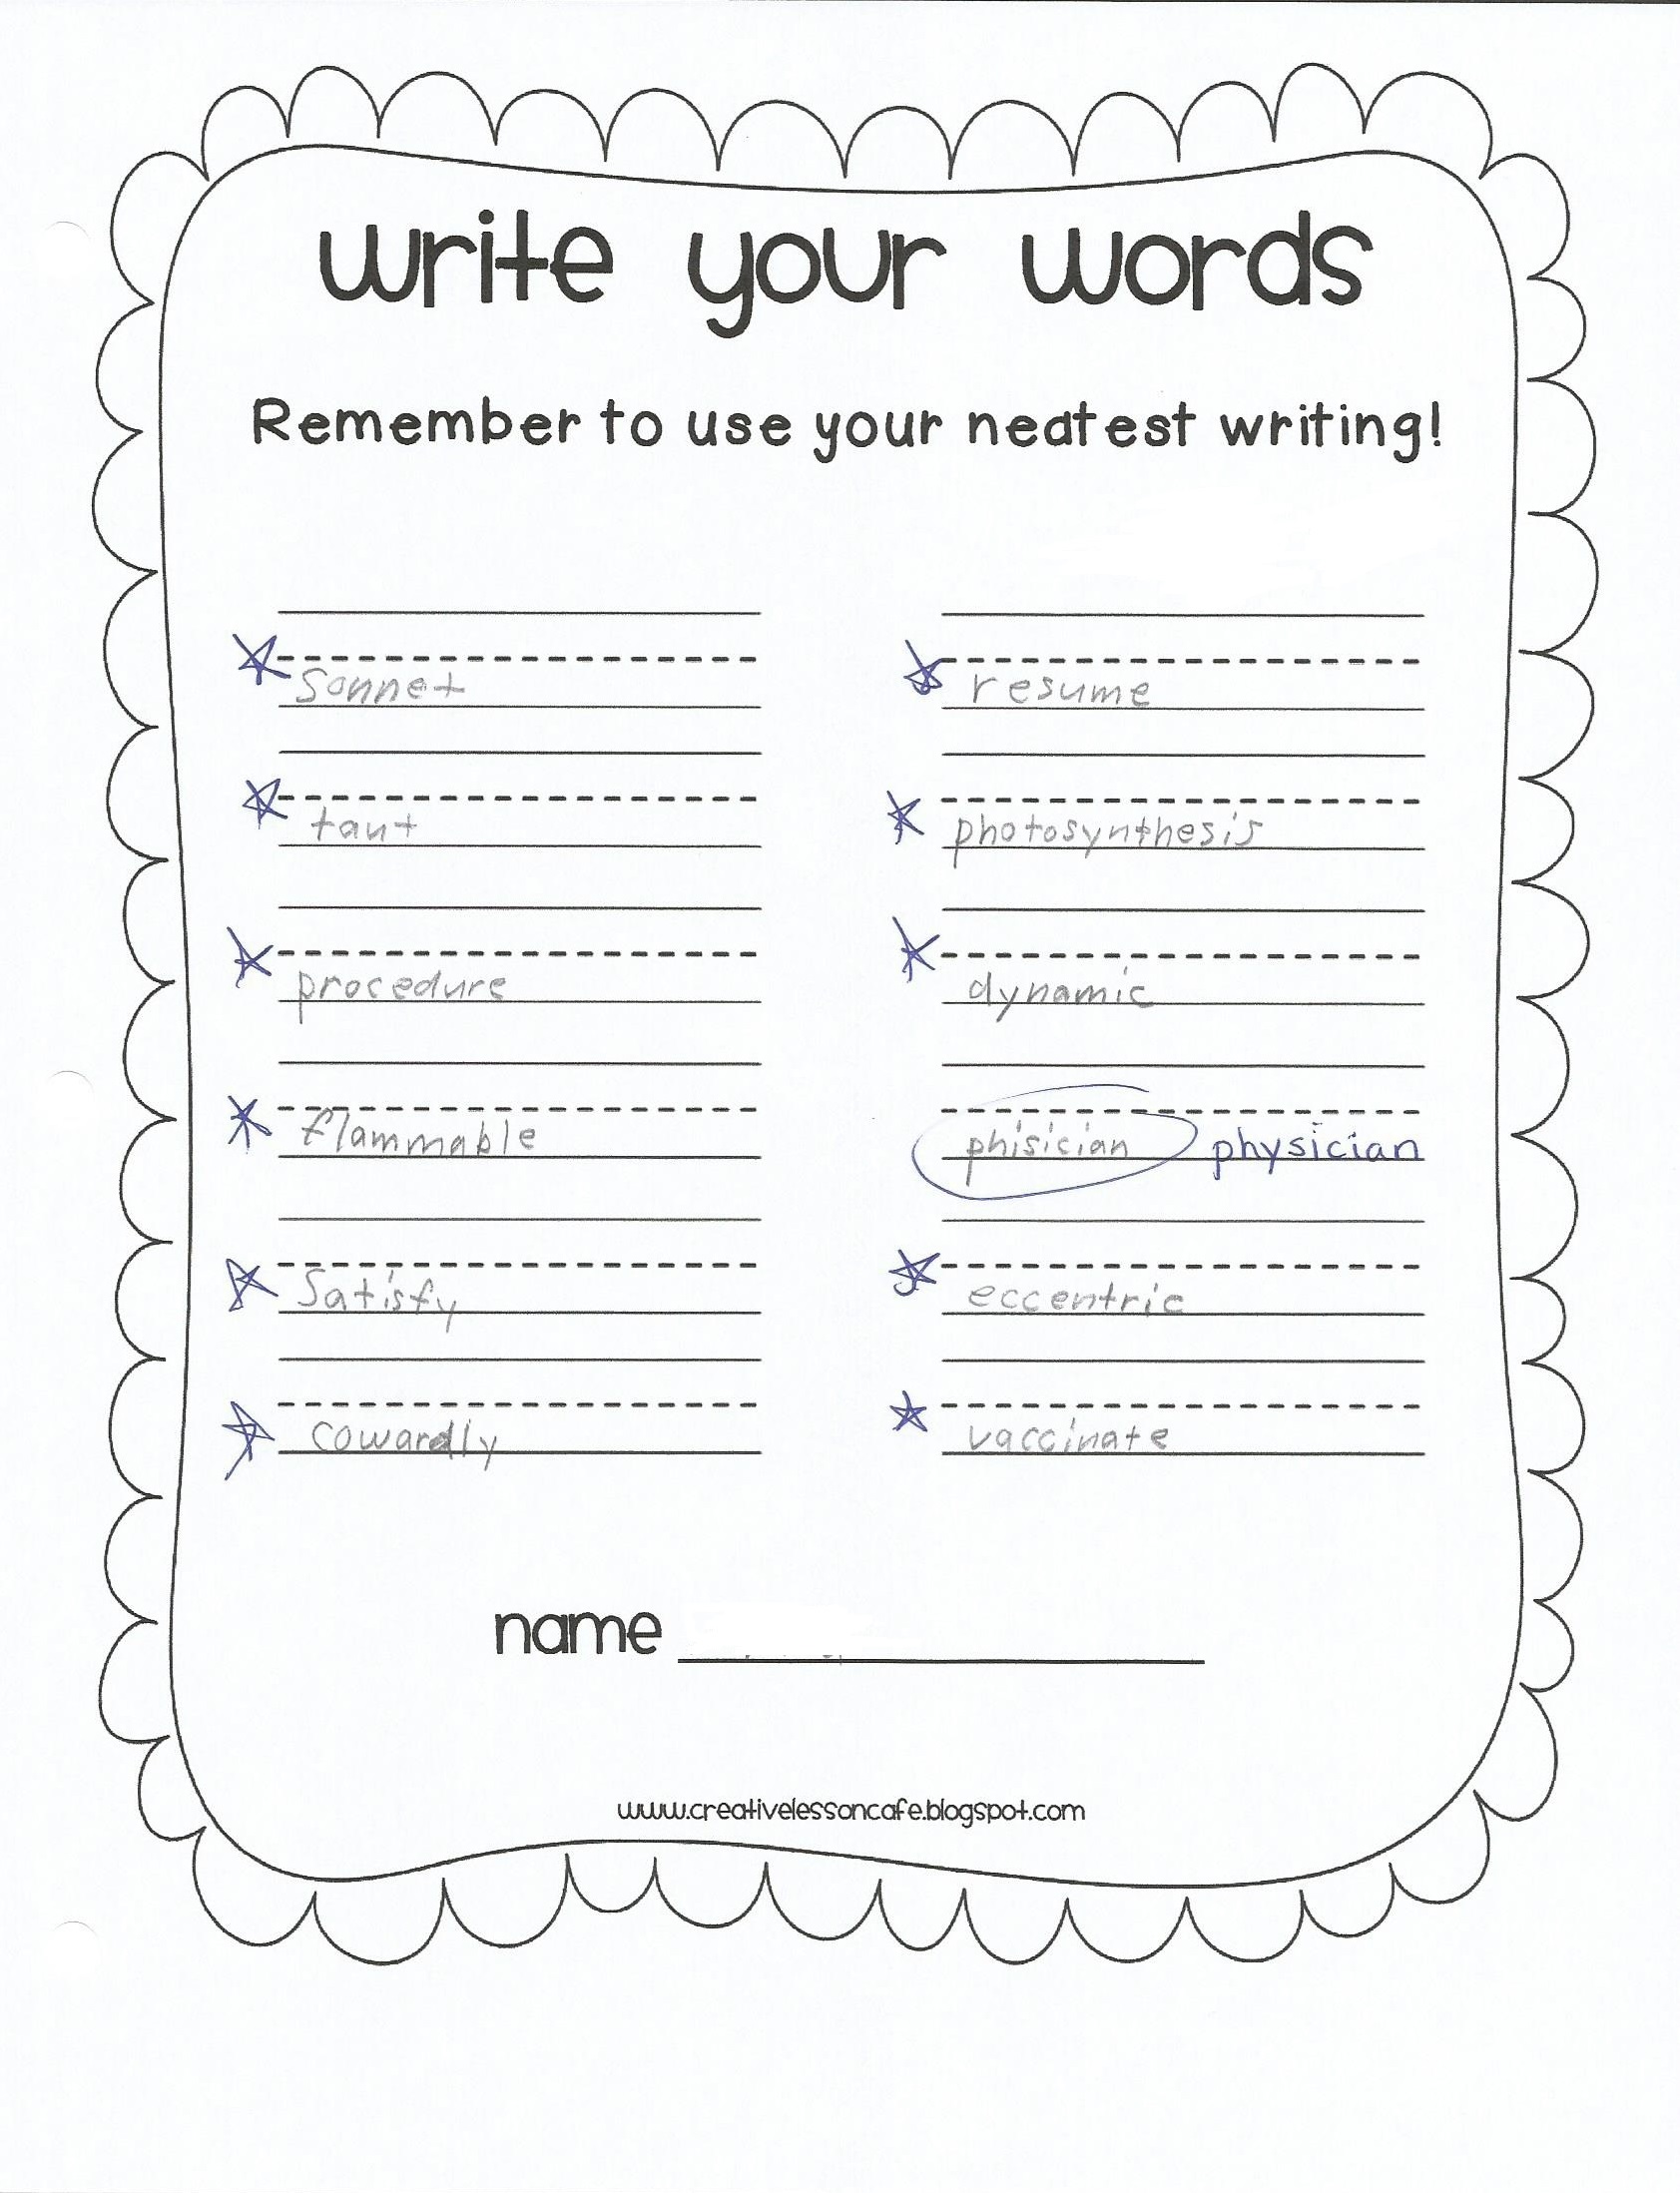 write your words
Remember to use your neatest writing!
Sonnet
taut
procedure
flammable
Satisfy
cowardly
resume
photosynthesis
dynamic
phisician physician
eccentric
vaccinate
name
www.creativelessoncafe.blogspot.com